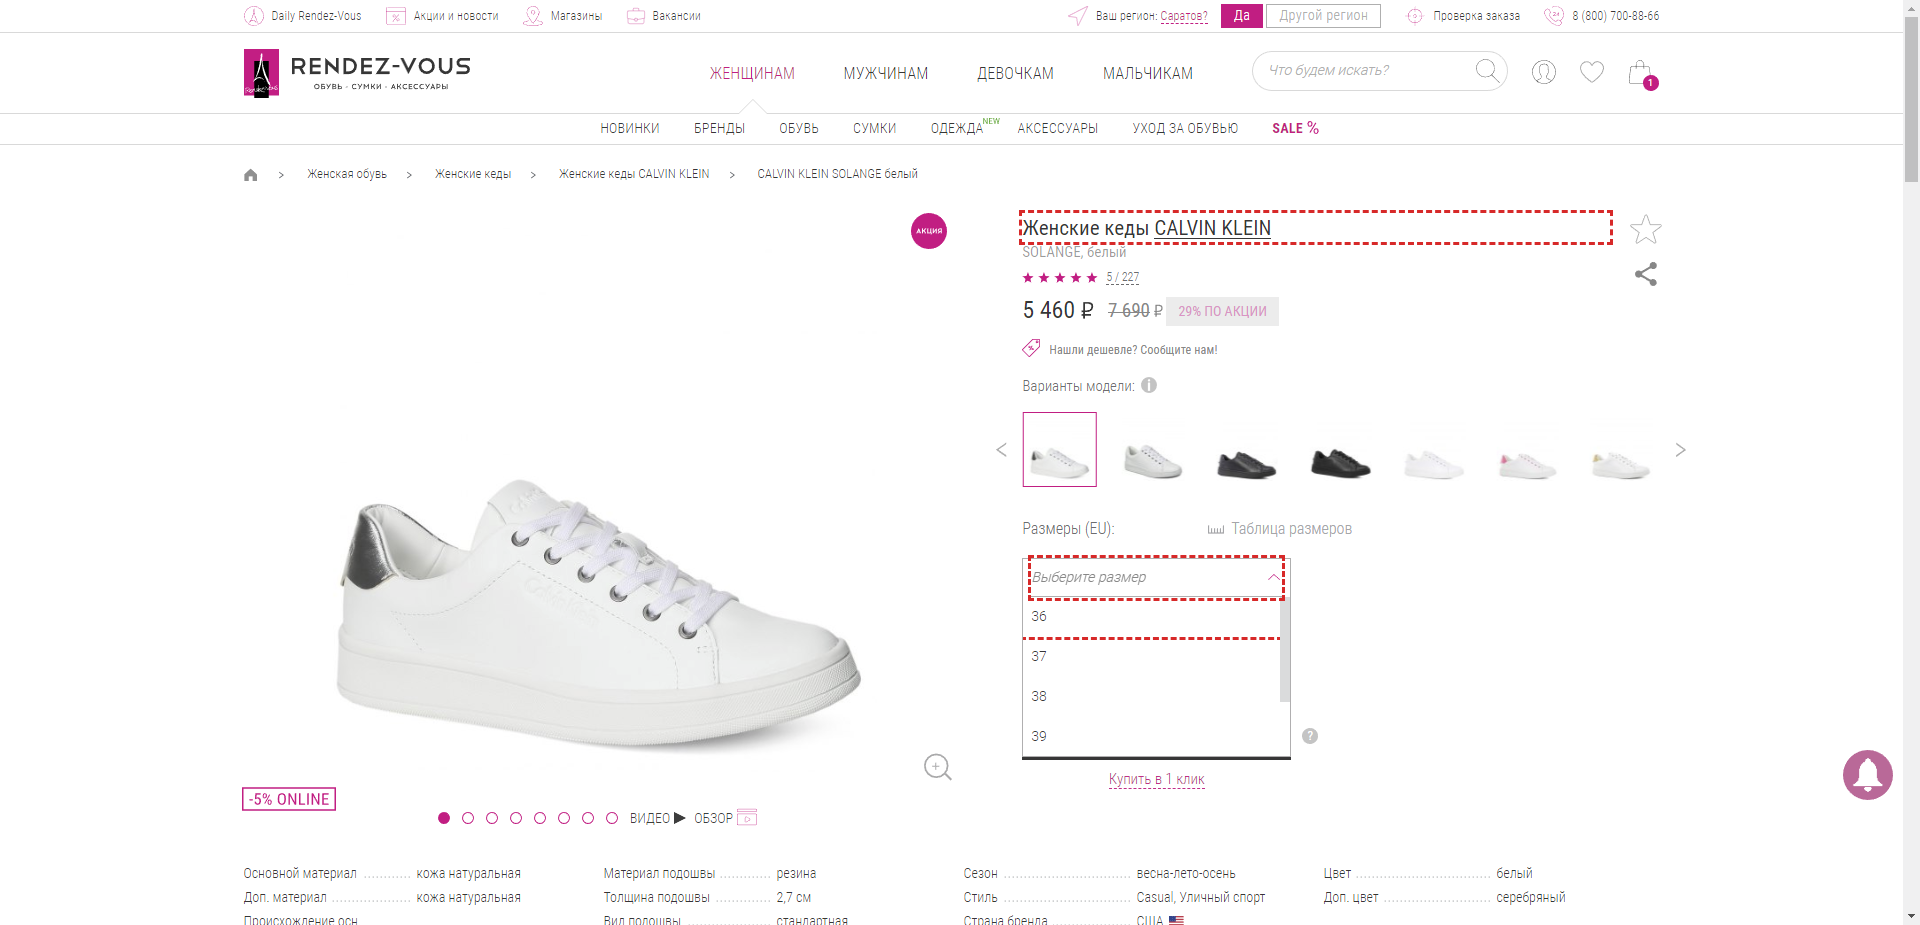 Daily Rendez-Vous
Акции и новости
Магазины
Вакансии
Ваш регион: Саратов?
Да
Другой регион
Проверка заказа
8 (800) 700-88-66
RENDEZ-VOUS
ОБУВЬ · СУМКИ · АКСЕССУАРЫ
ЖЕНЩИНАМ
МУЖЧИНАМ
ДЕВОЧКАМ
МАЛЬЧИКАМ
Что будем искать?
1
НОВИНКИ
БРЕНДЫ
ОБУВЬ
СУМКИ
ОДЕЖДА NEW
АКСЕССУАРЫ
УХОД ЗА ОБУВЬЮ
SALE %
> Женская обувь > Женские кеды > Женские кеды CALVIN KLEIN > CALVIN KLEIN SOLANGE белый
АКЦИЯ
Женские кеды CALVIN KLEIN
SOLANGE, белый
5 / 227
5 460 ₽ 7 690 ₽ 29% ПО АКЦИИ
Нашли дешевле? Сообщите нам!
Варианты модели:
Размеры (EU):
Таблица размеров
Выберите размер
36
37
38
39
?
Купить в 1 клик
-5% ONLINE
ВИДЕО
ОБЗОР
Основной материал кожа натуральная
Доп. материал кожа натуральная
Происхождение осн
Материал подошвы резина
Толщина подошвы 2,7 см
Вид подошвы стандартная
Сезон весна-лето-осень
Стиль Casual, Уличный спорт
Страна бренда США
Цвет белый
Доп. цвет серебряный